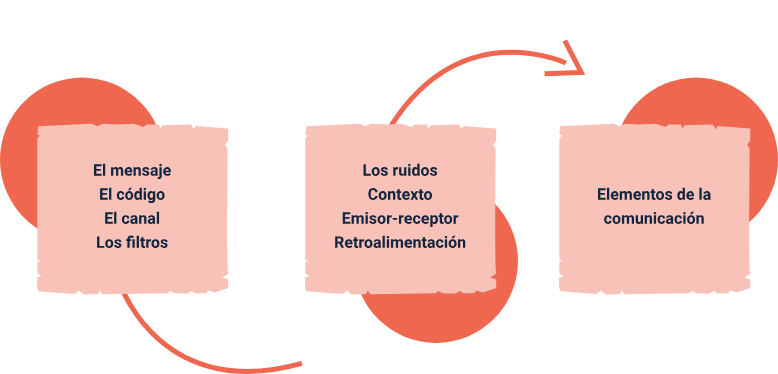 El mensaje
El código
El canal
Los filtros
Los ruidos
Contexto
Emisor-receptor
Retroalimentación
Elementos de la
comunicación